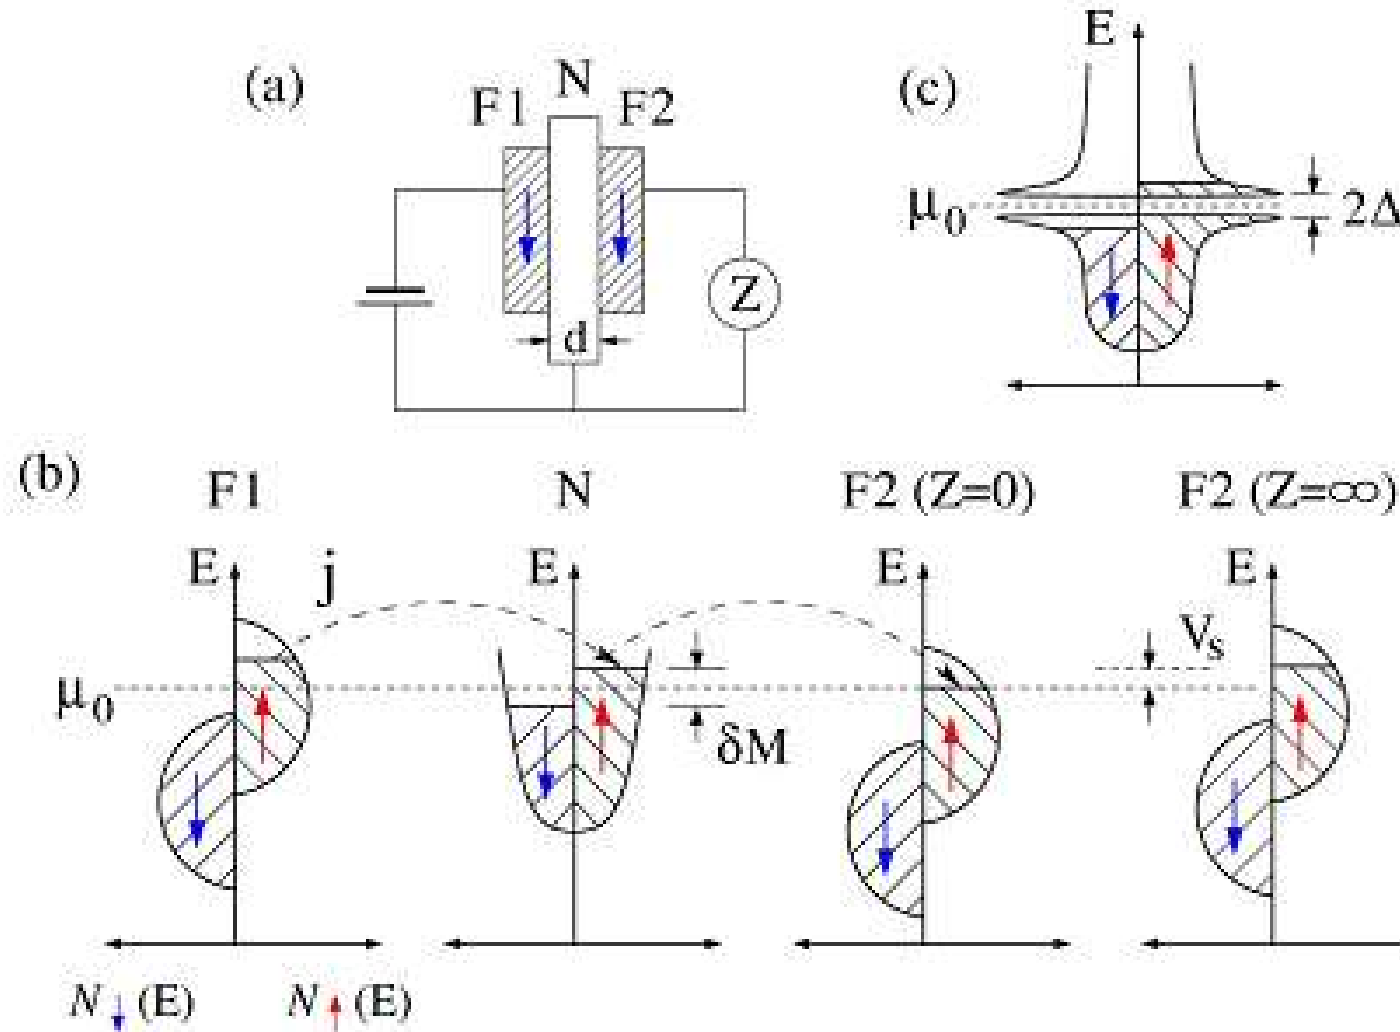 (a)
N
F1
F2
d
Z
(c)
E
μ0
2Δ
(b)
F1
N
F2 (Z=0)
F2 (Z=∞)
E
j
E
E
E
μ0
δM
Vs
N↓(E)
N↑(E)